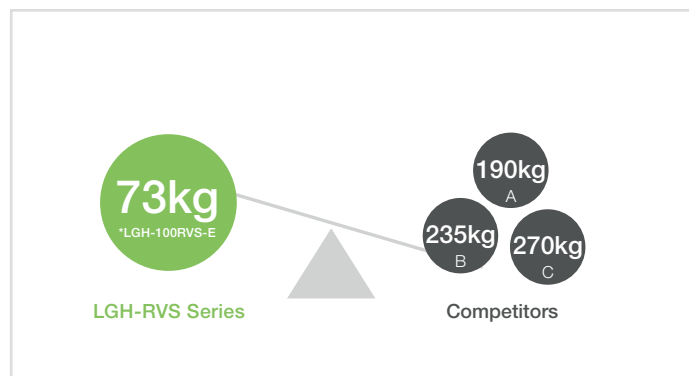 73kg
*LGH-100RVS-E
LGH-RVS Series
190kg
A
235kg
B
270kg
C
Competitors